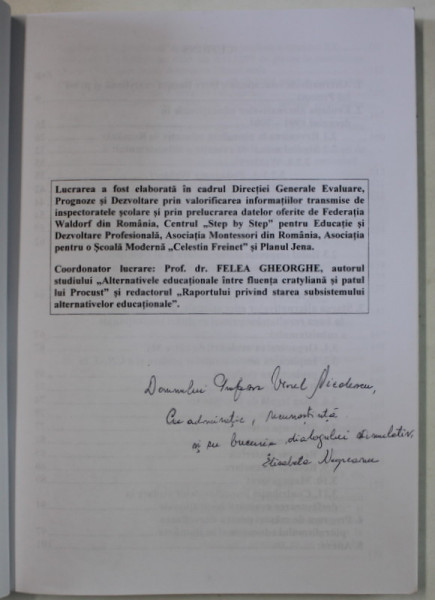 Lucrarea a fost elaborată în cadrul Direcției Generale Evaluare,
Prognoze și Dezvoltare prin valorificarea informațiilor transmise de
inspectoratele școlare și prin prelucrarea datelor oferite de Federația
Waldorf din România, Centrul „Step by Step" pentru Educație și
Dezvoltare Profesională, Asociația Montessori din România, Asociația
pentru o Școală Modernă „Celestin Freinet" și Planul Jena.
Coordonator lucrare: Prof. dr. FELEA GHEORGHE, autorul
studiului „Alternativele educaționale între fluența cratyliană și patul
lui Procust" și redactorul „Raportului privind starea subsistemului
alternativelor educaționale".
Domnului Profesor Viorel Nicolescu,
Cu admirație, recunoștință
și cu bucuria dialogului stimulativ,
Elisabeta Negreanu